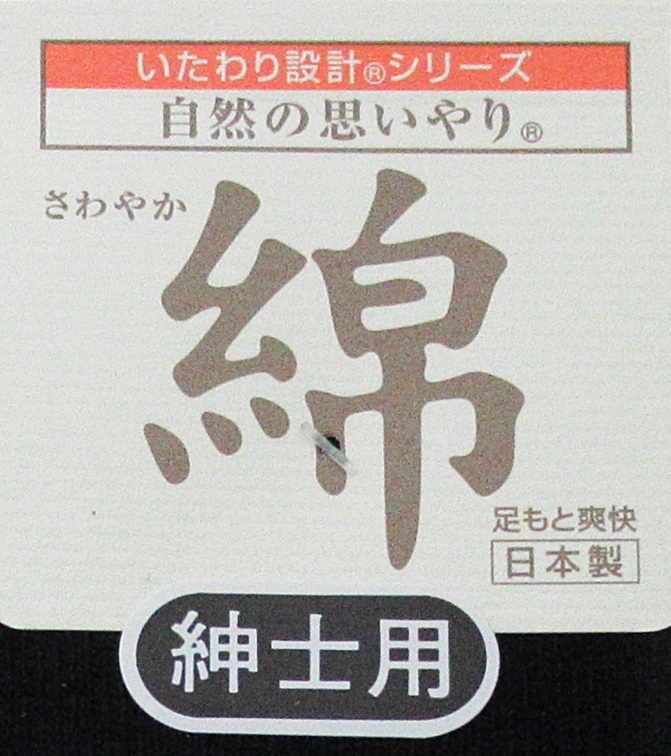 いたわり設計®シリーズ
自然の思いやり®
さわやか
綿
足もと爽快
日本製
紳士用